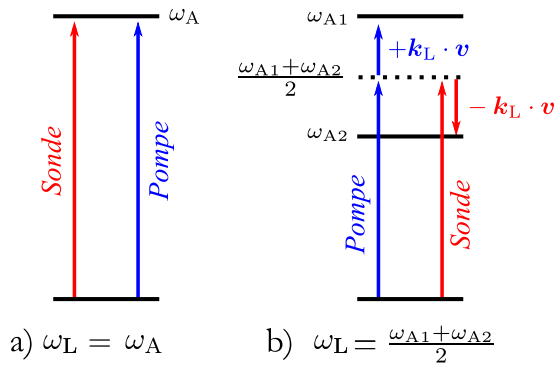 ω_A
Sonde
Pompe
a) ω_L = ω_A
ω_A1
+k_L · v
(ω_A1+ω_A2)/2
−k_L · v
ω_A2
Pompe
Sonde
b) ω_L = (ω_A1+ω_A2)/2